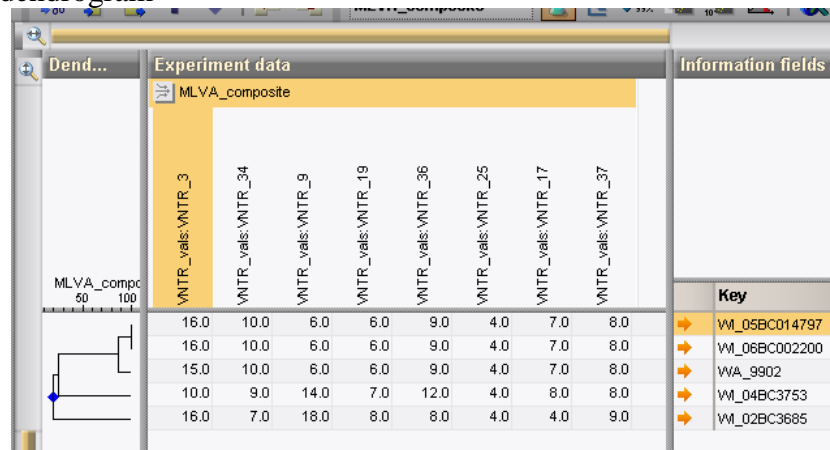 dendrogram
MLVA_composite
Dend... Experiment data Information fields
MLVA_composite
VNTR_vals:VNTR_3 VNTR_vals:VNTR_34 VNTR_vals:VNTR_9 VNTR_vals:VNTR_19 VNTR_vals:VNTR_36 VNTR_vals:VNTR_25 VNTR_vals:VNTR_17 VNTR_vals:VNTR_37
MLVA_compo
50 100
Key
16.0 10.0 6.0 6.0 9.0 4.0 7.0 8.0 WI_05BC014797
16.0 10.0 6.0 6.0 9.0 4.0 7.0 8.0 WI_06BC002200
15.0 10.0 6.0 6.0 9.0 4.0 7.0 8.0 WA_9902
10.0 9.0 14.0 7.0 12.0 4.0 8.0 8.0 WI_04BC3753
16.0 7.0 18.0 8.0 8.0 4.0 4.0 9.0 WI_02BC3685